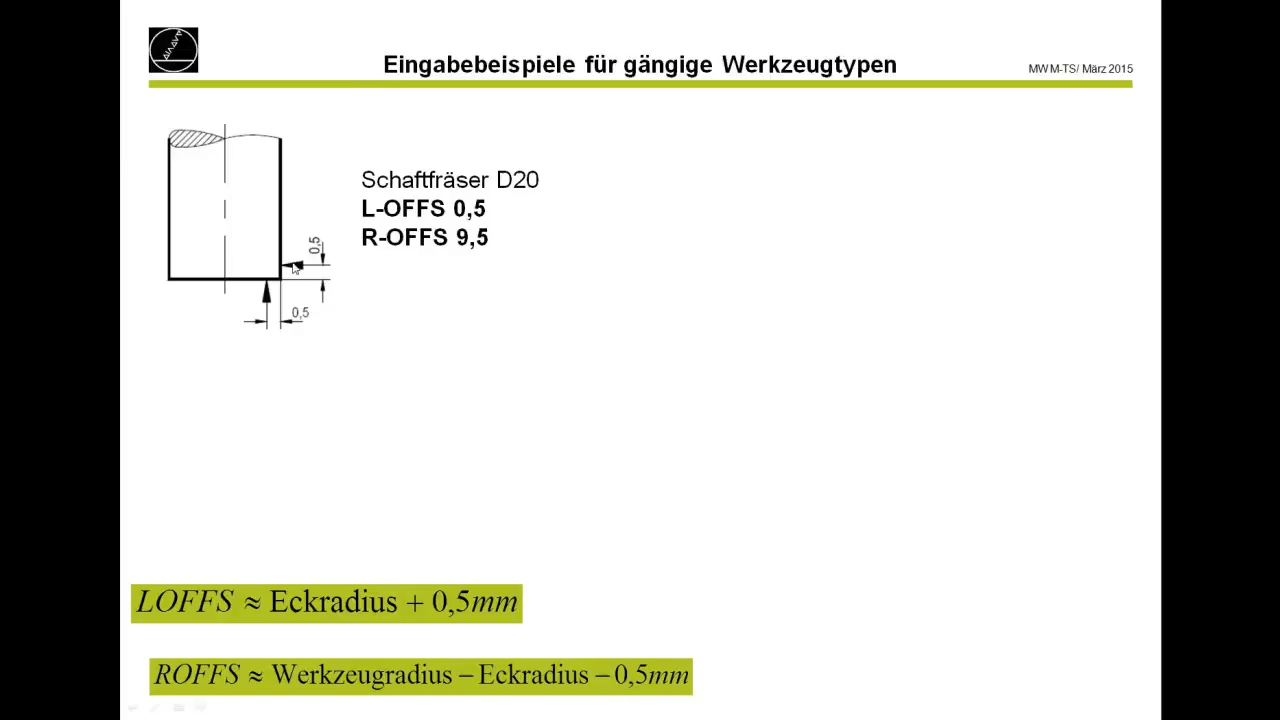 Eingabebeispiele für gängige Werkzeugtypen
MWM-TS/ März 2015
Schaftfräser D20
L-OFFS 0,5
R-OFFS 9,5
0,5
0,5
LOFFS ≈ Eckradius + 0,5mm
ROFFS ≈ Werkzeugradius − Eckradius − 0,5mm